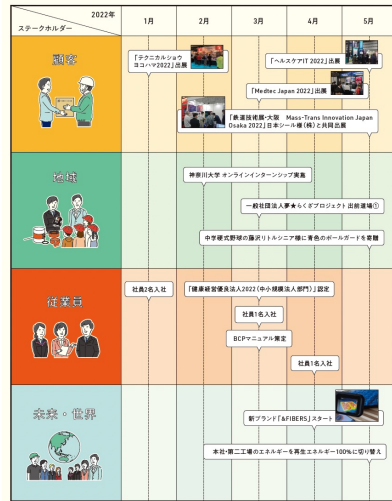 2022年
ステークホルダー
1月
2月
3月
4月
5月
顧客
「テクニカルショウ
ヨコハマ2022」出展
「ヘルスケアIT 2022」出展
「Medtec Japan 2022」出展
「鉄道技術展・大阪 Mass-Trans Innovation Japan
Osaka 2022」日本シール様(株)と共同出展
地域
神奈川大学 オンラインインターンシップ実施
一般社団法人夢★らくざプロジェクト 出前道場①
中学硬式野球の藤沢リトルシニア様に青色のボールガードを寄贈
従業員
社員2名入社
「健康経営優良法人2022(中小規模法人部門)」認定
社員1名入社
BCPマニュアル策定
社員1名入社
未来・世界
新ブランド「&FIBERS」スタート
本社・第二工場のエネルギーを再生エネルギー100%に切り替え